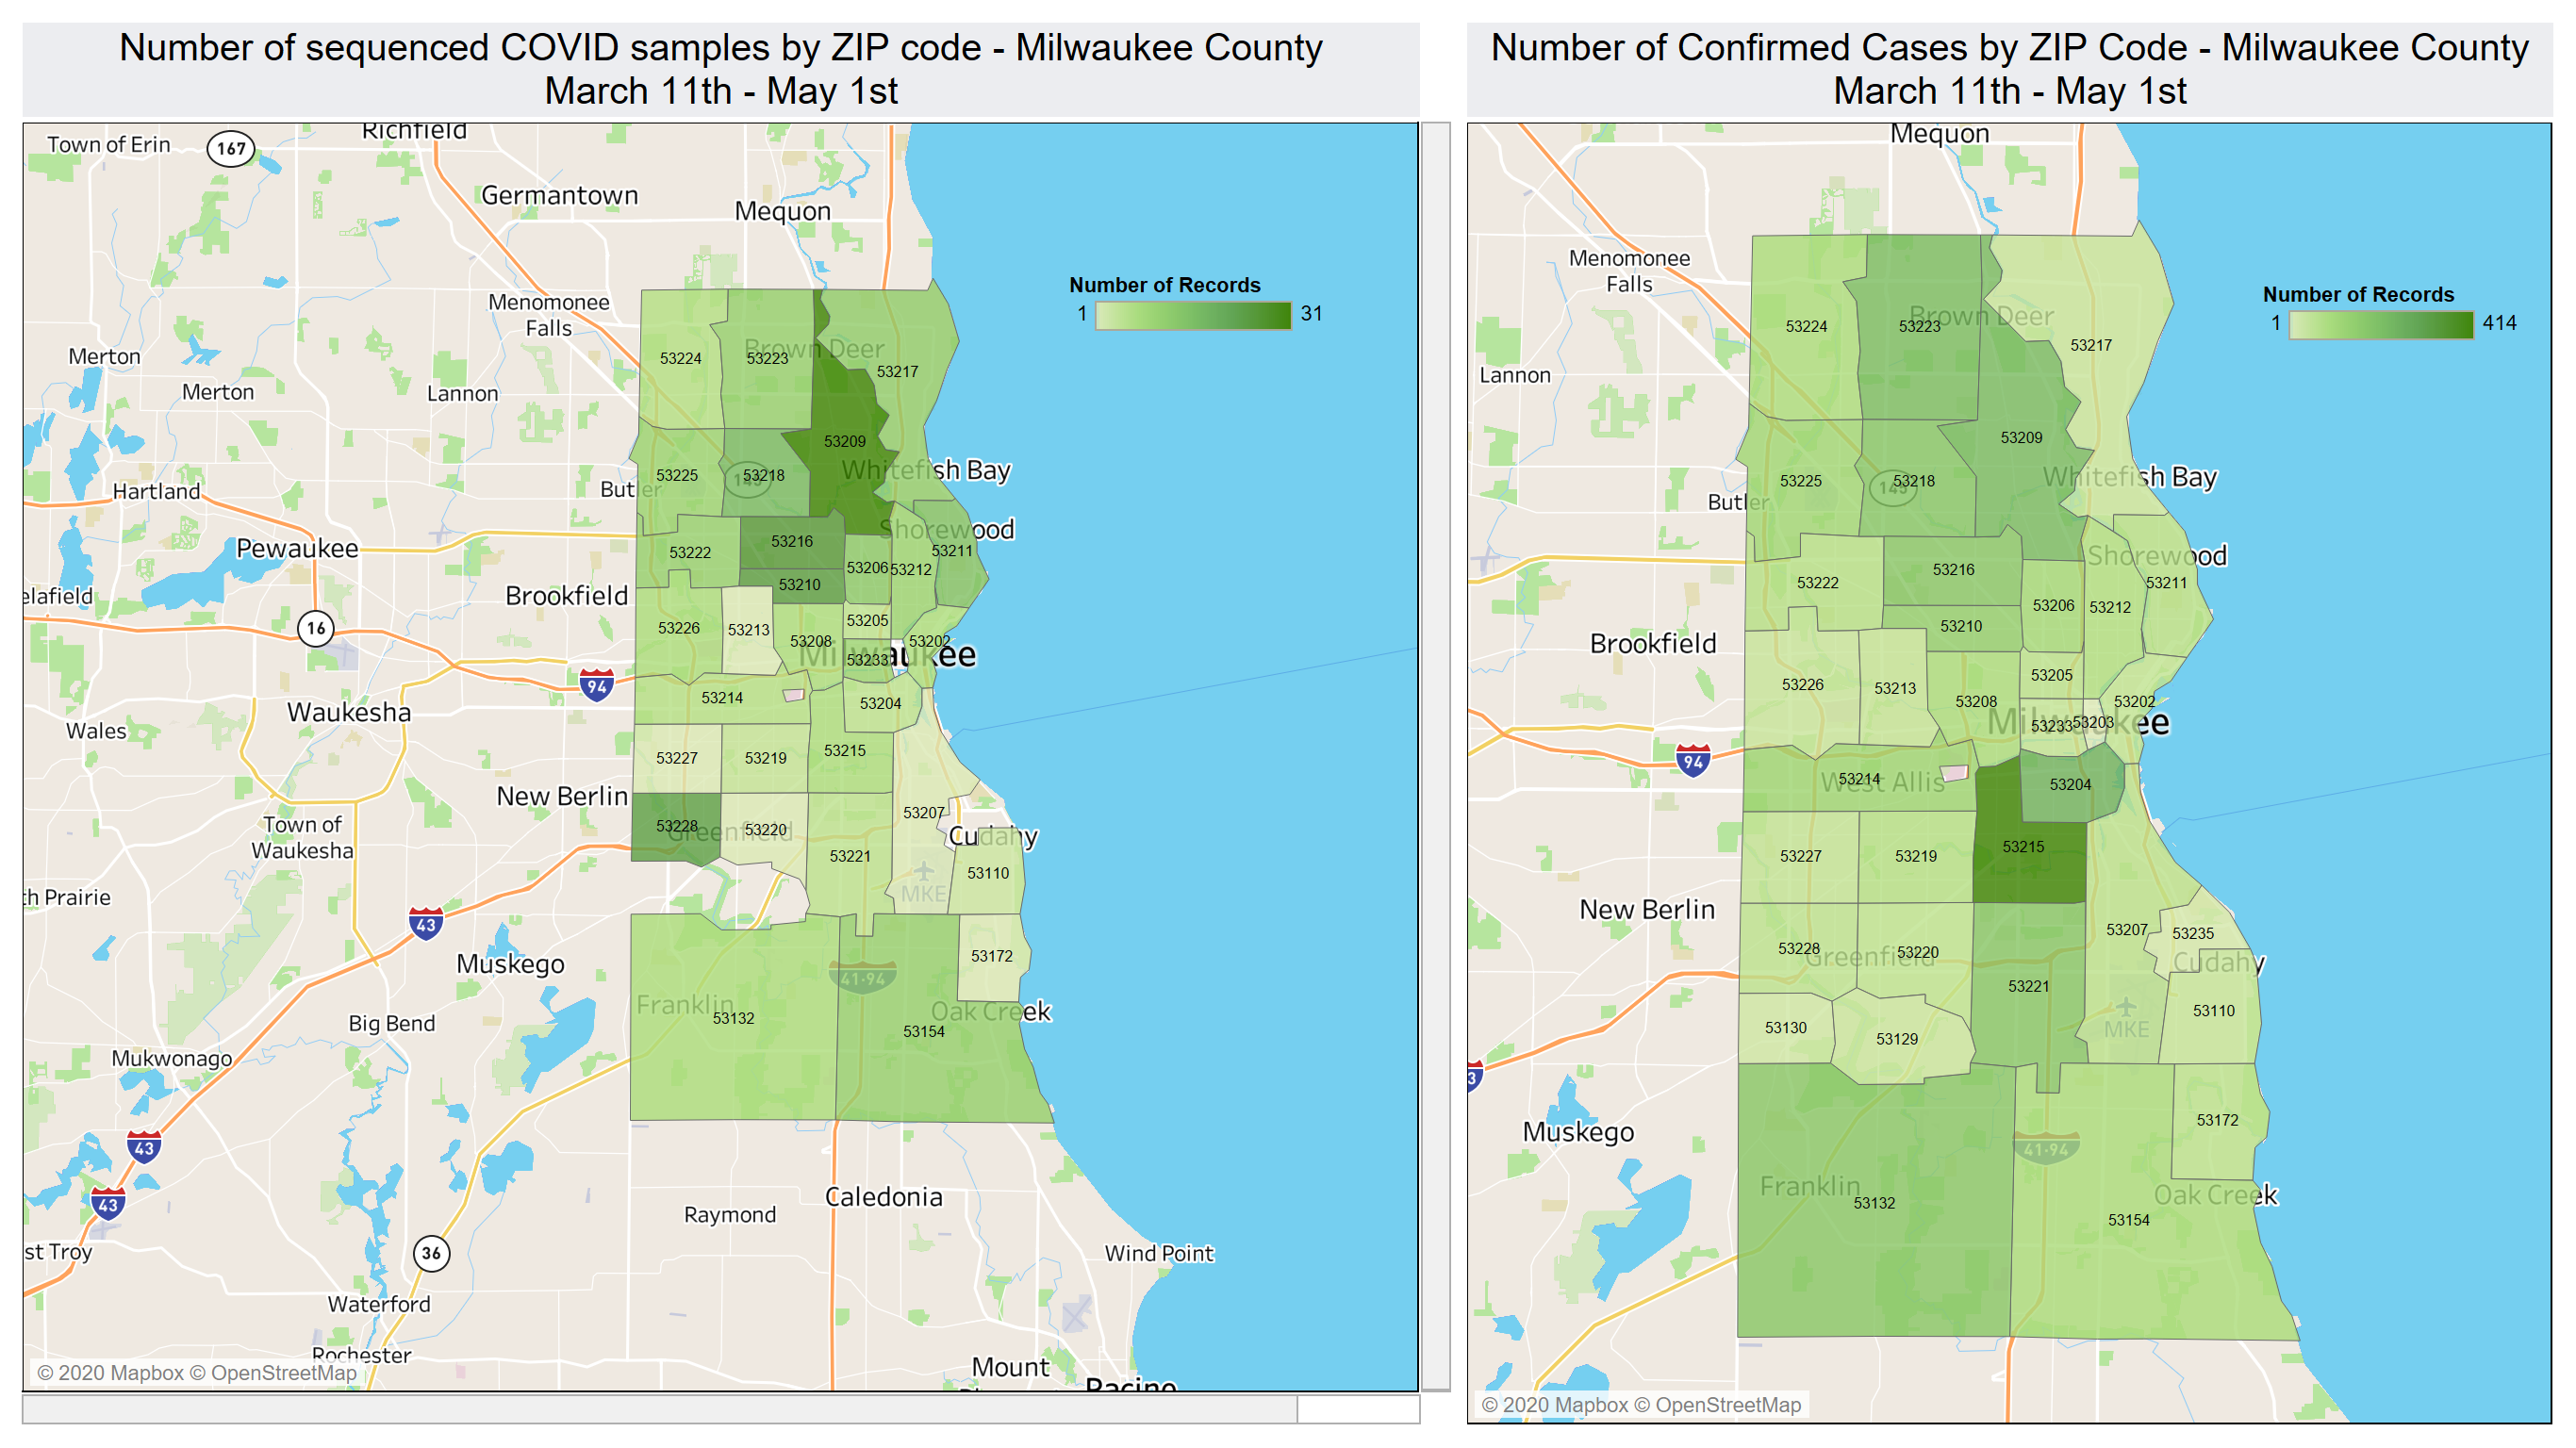 Number of sequenced COVID samples by ZIP code - Milwaukee County
March 11th - May 1st
Richfield
Town of Erin
167
Germantown
Mequon
Number of Records
1
31
Menomonee
Falls
Merton
Brown Deer
53224
53223
53217
Merton
Lannon
53209
Whitefish Bay
53225
53218
Butler
Hartland
Shorewood
53216
Pewaukee
53222
53211
53206
53212
53210
elafield
Brookfield
16
53226
53213
53205
53208
53202
Milwaukee
53233
94
53214
53204
Waukesha
Wales
53215
53227
53219
New Berlin
Town of
Waukesha
53228
Greenfield
53220
53207
Cudahy
53221
53110
MKE
th Prairie
43
Muskego
53172
41-94
Franklin
53132
Oak Creek
53154
Big Bend
Mukwonago
43
43
Caledonia
Raymond
st Troy
36
Wind Point
Waterford
Rochester
Mount
Racine
© 2020 Mapbox © OpenStreetMap
Number of Confirmed Cases by ZIP Code - Milwaukee County
March 11th - May 1st
Mequon
Menomonee
Falls
Number of Records
1
414
Brown Deer
53224
53223
53217
Lannon
53209
Whitefish Bay
53225
145
53218
Butler
Shorewood
53216
53222
53211
53206
53212
53210
Brookfield
53205
53226
53213
53208
53202
Milwaukee
53233
53203
94
West Allis
53214
53204
53215
53227
53219
New Berlin
53207
53235
53228
Greenfield
53220
Cudahy
53221
53110
MKE
53130
53129
3
Muskego
53172
41-94
Franklin
53132
Oak Creek
53154
© 2020 Mapbox © OpenStreetMap